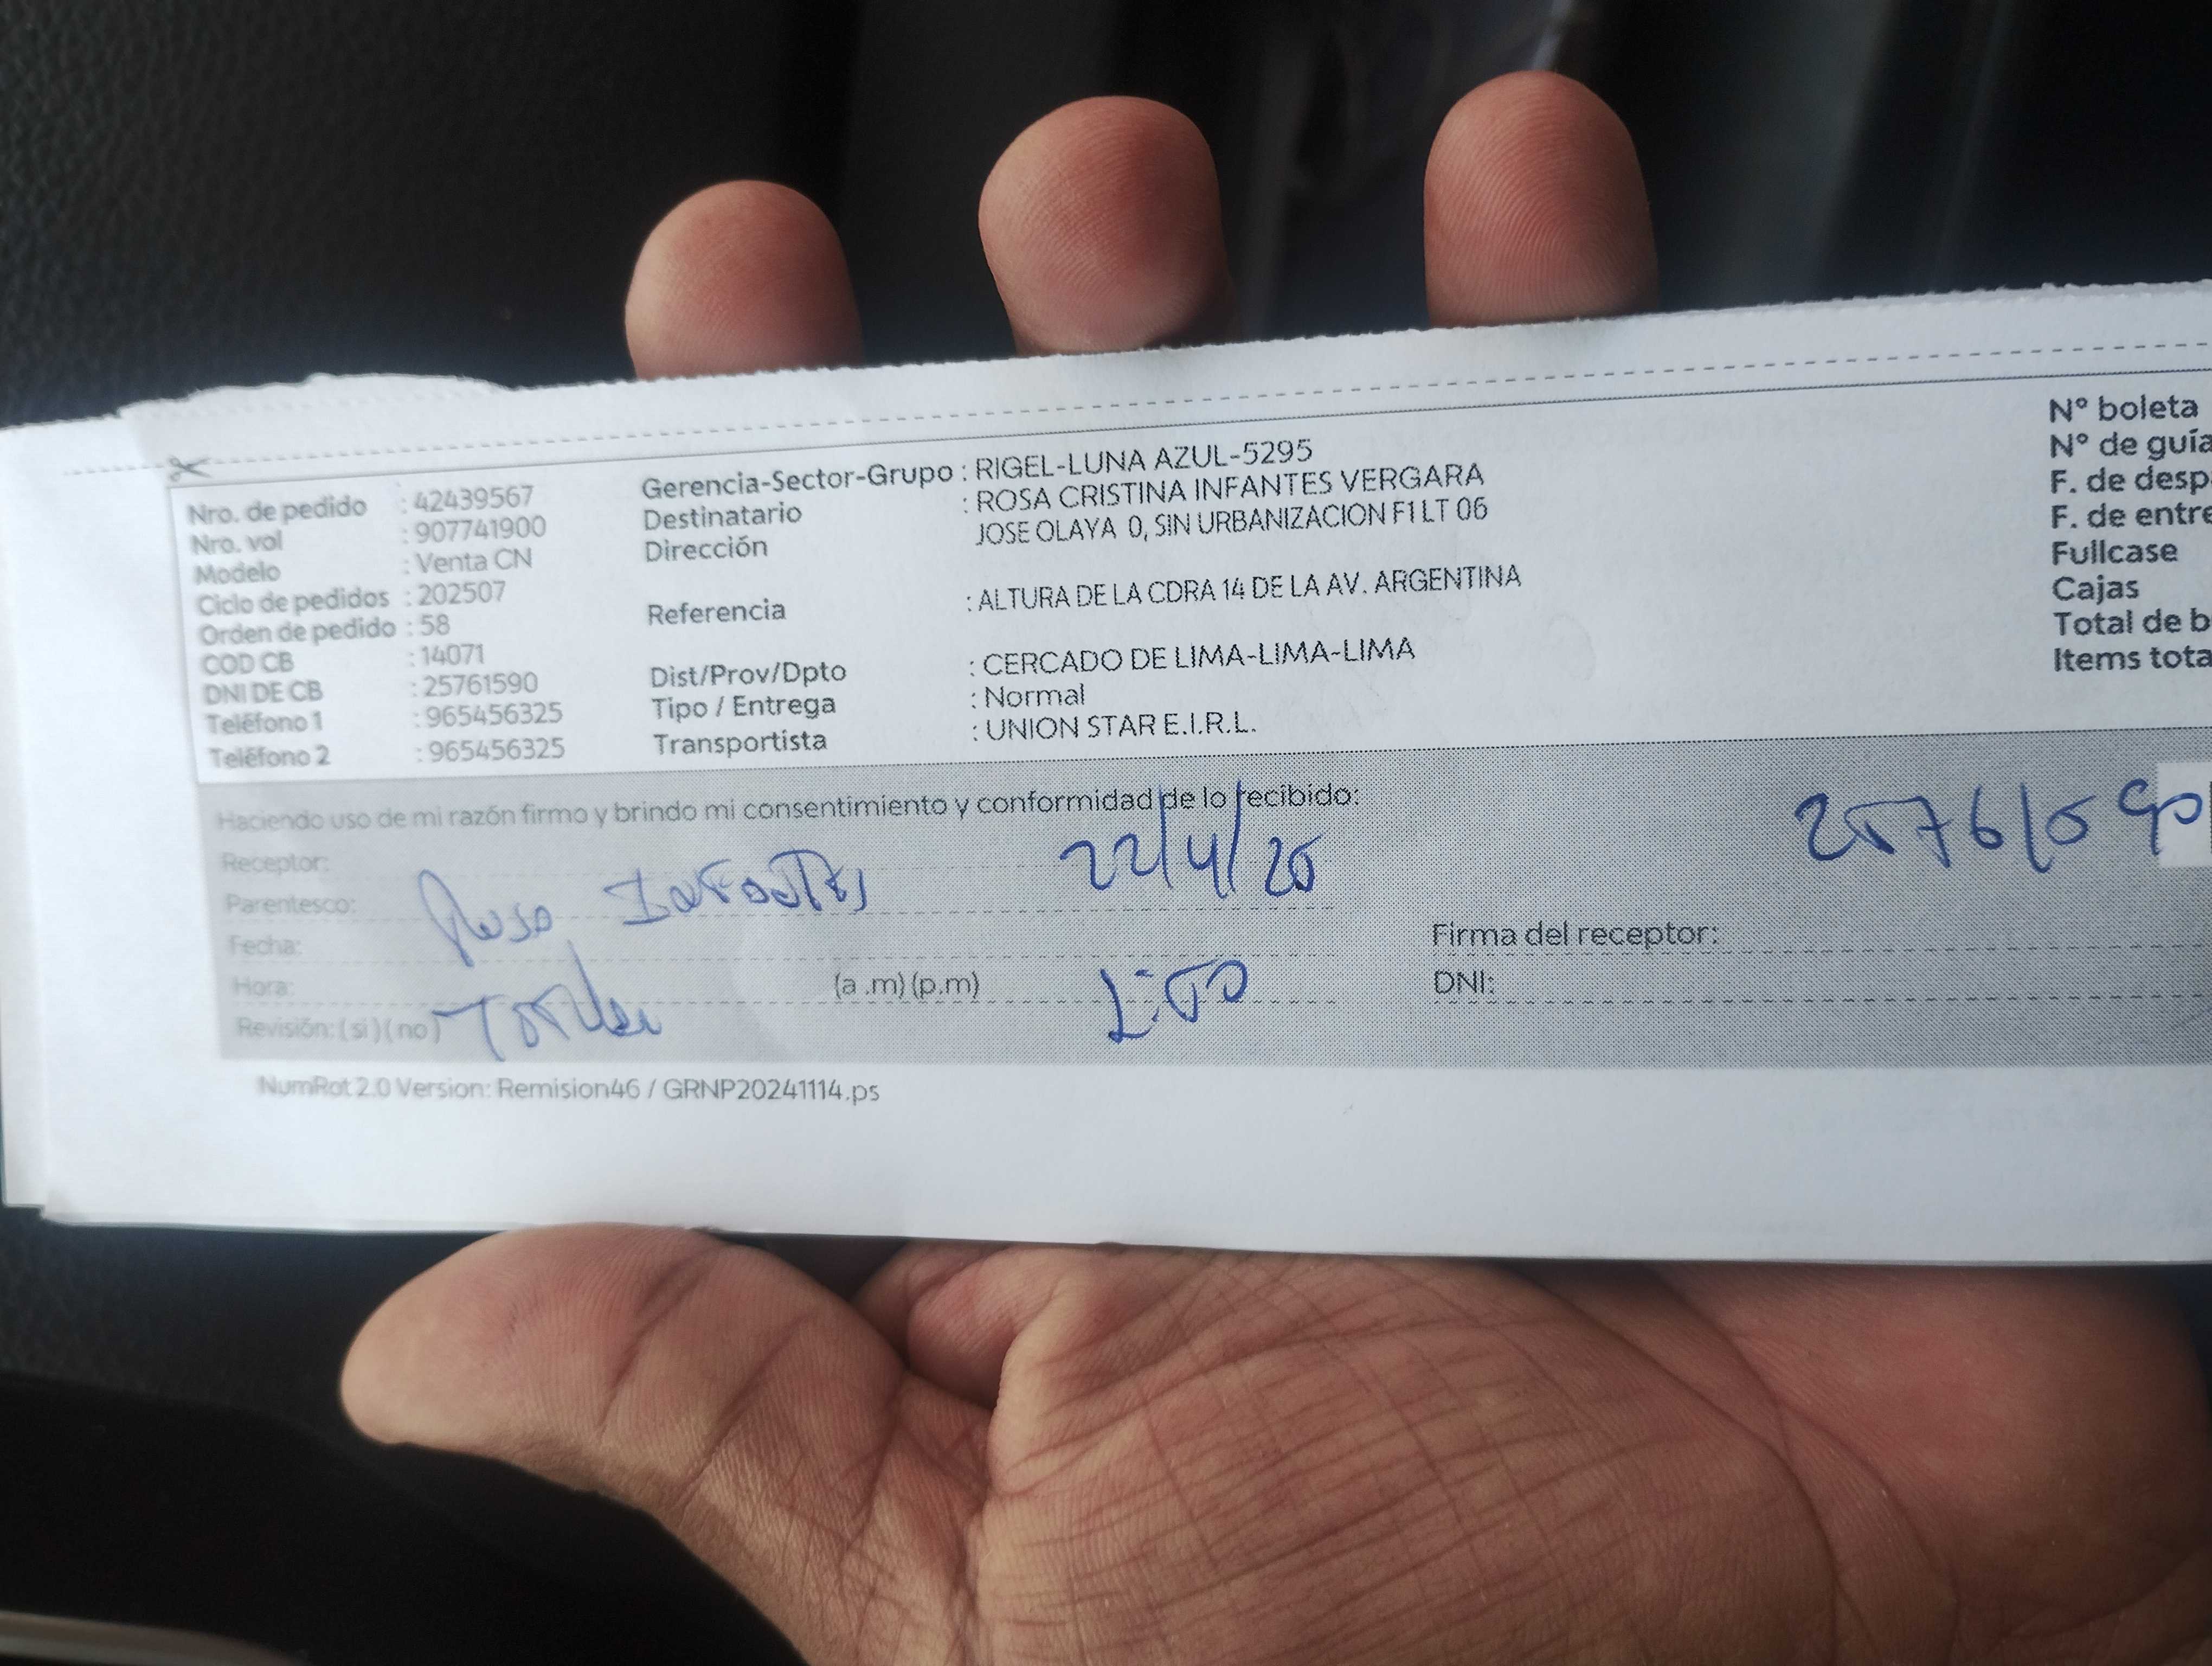 Nro. de pedido : 42439567
Nro. vol : 907741900
Modelo : Venta CN
Ciclo de pedidos : 202507
Orden de pedido : 58
COD CB : 14071
DNI DE CB : 25761590
Teléfono 1 : 965456325
Teléfono 2 : 965456325
Gerencia-Sector-Grupo : RIGEL-LUNA AZUL-5295
Destinatario : ROSA CRISTINA INFANTES VERGARA
Dirección JOSE OLAYA 0, SIN URBANIZACION F1 LT 06
Referencia : ALTURA DE LA CDRA 14 DE LA AV. ARGENTINA
Dist/Prov/Dpto : CERCADO DE LIMA-LIMA-LIMA
Tipo / Entrega : Normal
Transportista : UNION STAR E.I.R.L.
N° boleta
N° de guía
F. de desp
F. de entre
Fullcase
Cajas
Total de b
Items tota
Haciendo uso de mi razón firmo y brindo mi consentimiento y conformidad de lo recibido:
Receptor:
Parentesco: Rosa Infantes 22/4/25 25761590
Fecha:
Hora: (a .m) (p.m)
Revisión: ( si ) ( no )
Firma del receptor:
DNI:
NumRot 2.0 Version: Remision46 / GRNP20241114.ps